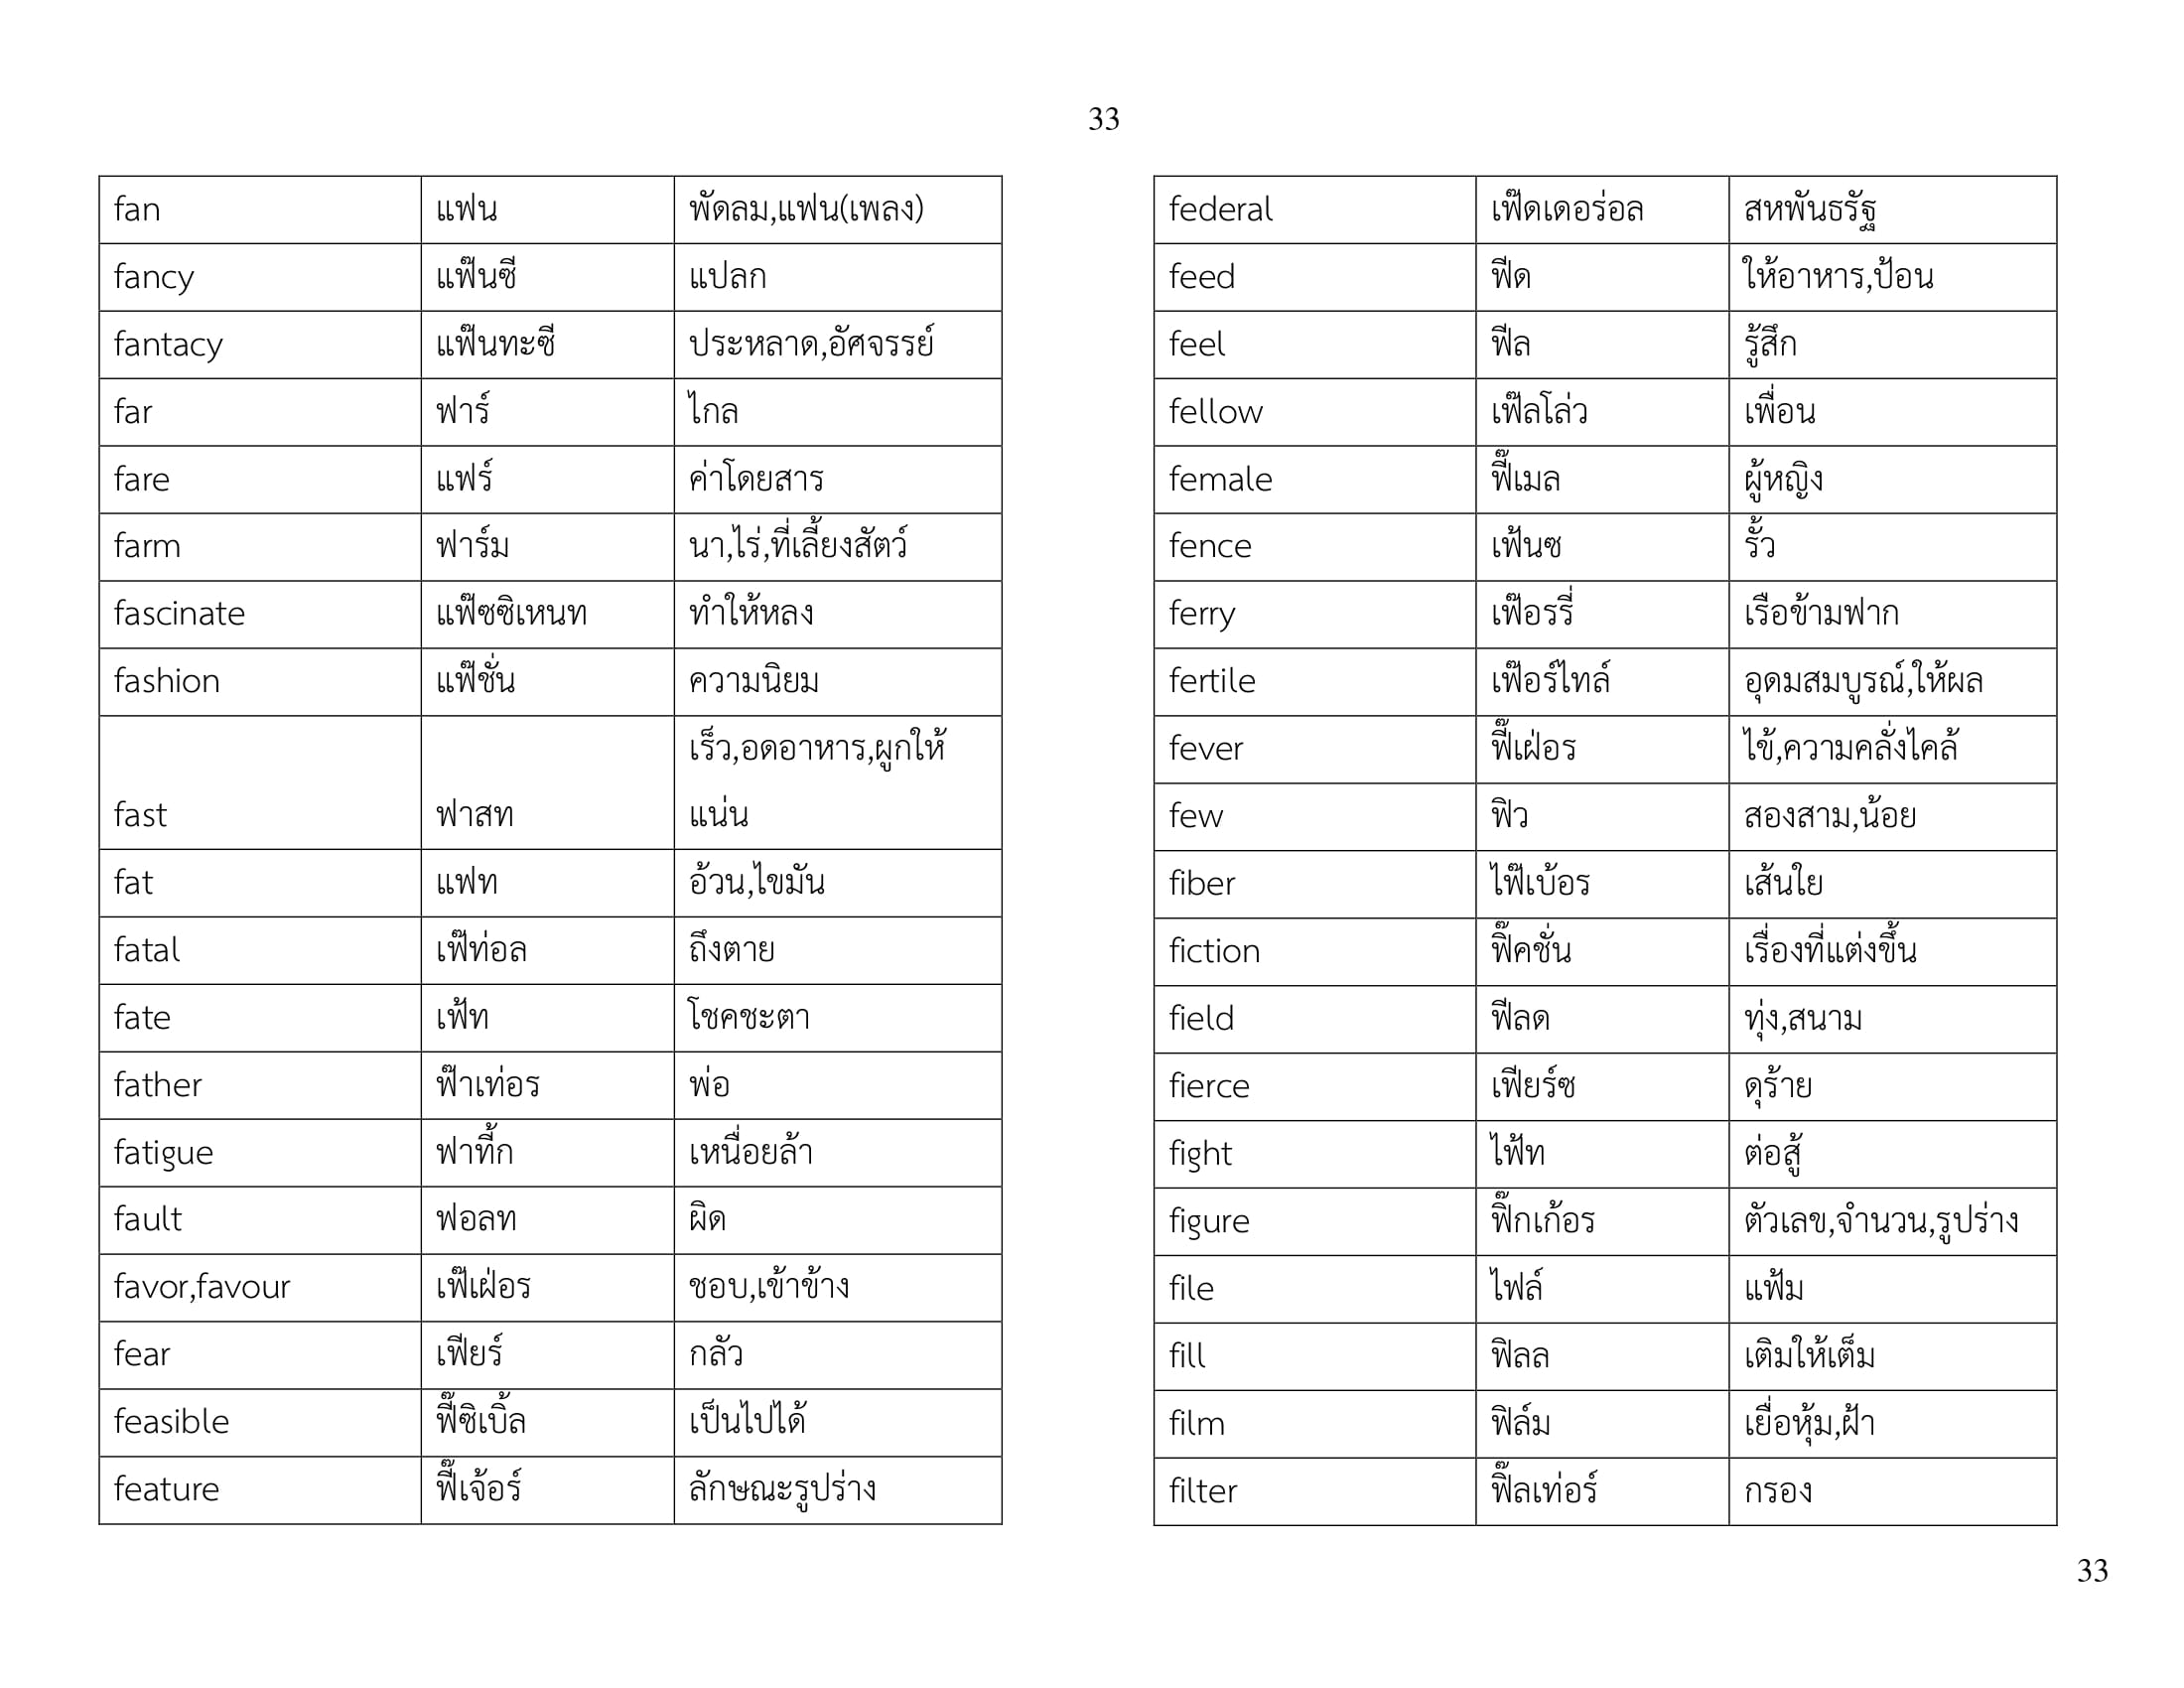 33
fan แฟน พัดลม,แฟน(เพลง)
fancy แฟ๊นซี แปลก
fantacy แฟ๊นทะซี ประหลาด,อัศจรรย์
far ฟาร์ ไกล
fare แฟร์ ค่าโดยสาร
farm ฟาร์ม นา,ไร่,ที่เลี้ยงสัตว์
fascinate แฟ๊ซซิเหนท ทำให้หลง
fashion แฟ๊ชั่น ความนิยม
เร็ว,อดอาหาร,ผูกให้
fast ฟาสท แน่น
fat แฟท อ้วน,ไขมัน
fatal เฟ๊ท่อล ถึงตาย
fate เฟ้ท โชคชะตา
father ฟ๊าเท่อร พ่อ
fatigue ฟาที้ก เหนื่อยล้า
fault ฟอลท ผิด
favor,favour เฟ๊เฝ่อร ชอบ,เข้าข้าง
fear เฟียร์ กลัว
feasible ฟี๊ซิเบิ้ล เป็นไปได้
feature ฟี๊เจ้อร์ ลักษณะรูปร่าง
federal เฟ๊ดเดอร่อล สหพันธรัฐ
feed ฟีด ให้อาหาร,ป้อน
feel ฟีล รู้สึก
fellow เฟ๊ลโล่ว เพื่อน
female ฟี๊เมล ผู้หญิง
fence เฟ้นซ รั้ว
ferry เฟ๊อรรี่ เรือข้ามฟาก
fertile เฟ๊อร์ไทล์ อุดมสมบูรณ์,ให้ผล
fever ฟี๊เฝ่อร ไข้,ความคลั่งไคล้
few ฟิว สองสาม,น้อย
fiber ไฟ๊เบ้อร เส้นใย
fiction ฟิ๊คชั่น เรื่องที่แต่งขึ้น
field ฟีลด ทุ่ง,สนาม
fierce เฟียร์ซ ดุร้าย
fight ไฟ้ท ต่อสู้
figure ฟิ๊กเก้อร ตัวเลข,จำนวน,รูปร่าง
file ไฟล์ แฟ้ม
fill ฟิลล เติมให้เต็ม
film ฟิล์ม เยื่อหุ้ม,ฝ้า
filter ฟิ๊ลเท่อร์ กรอง
33